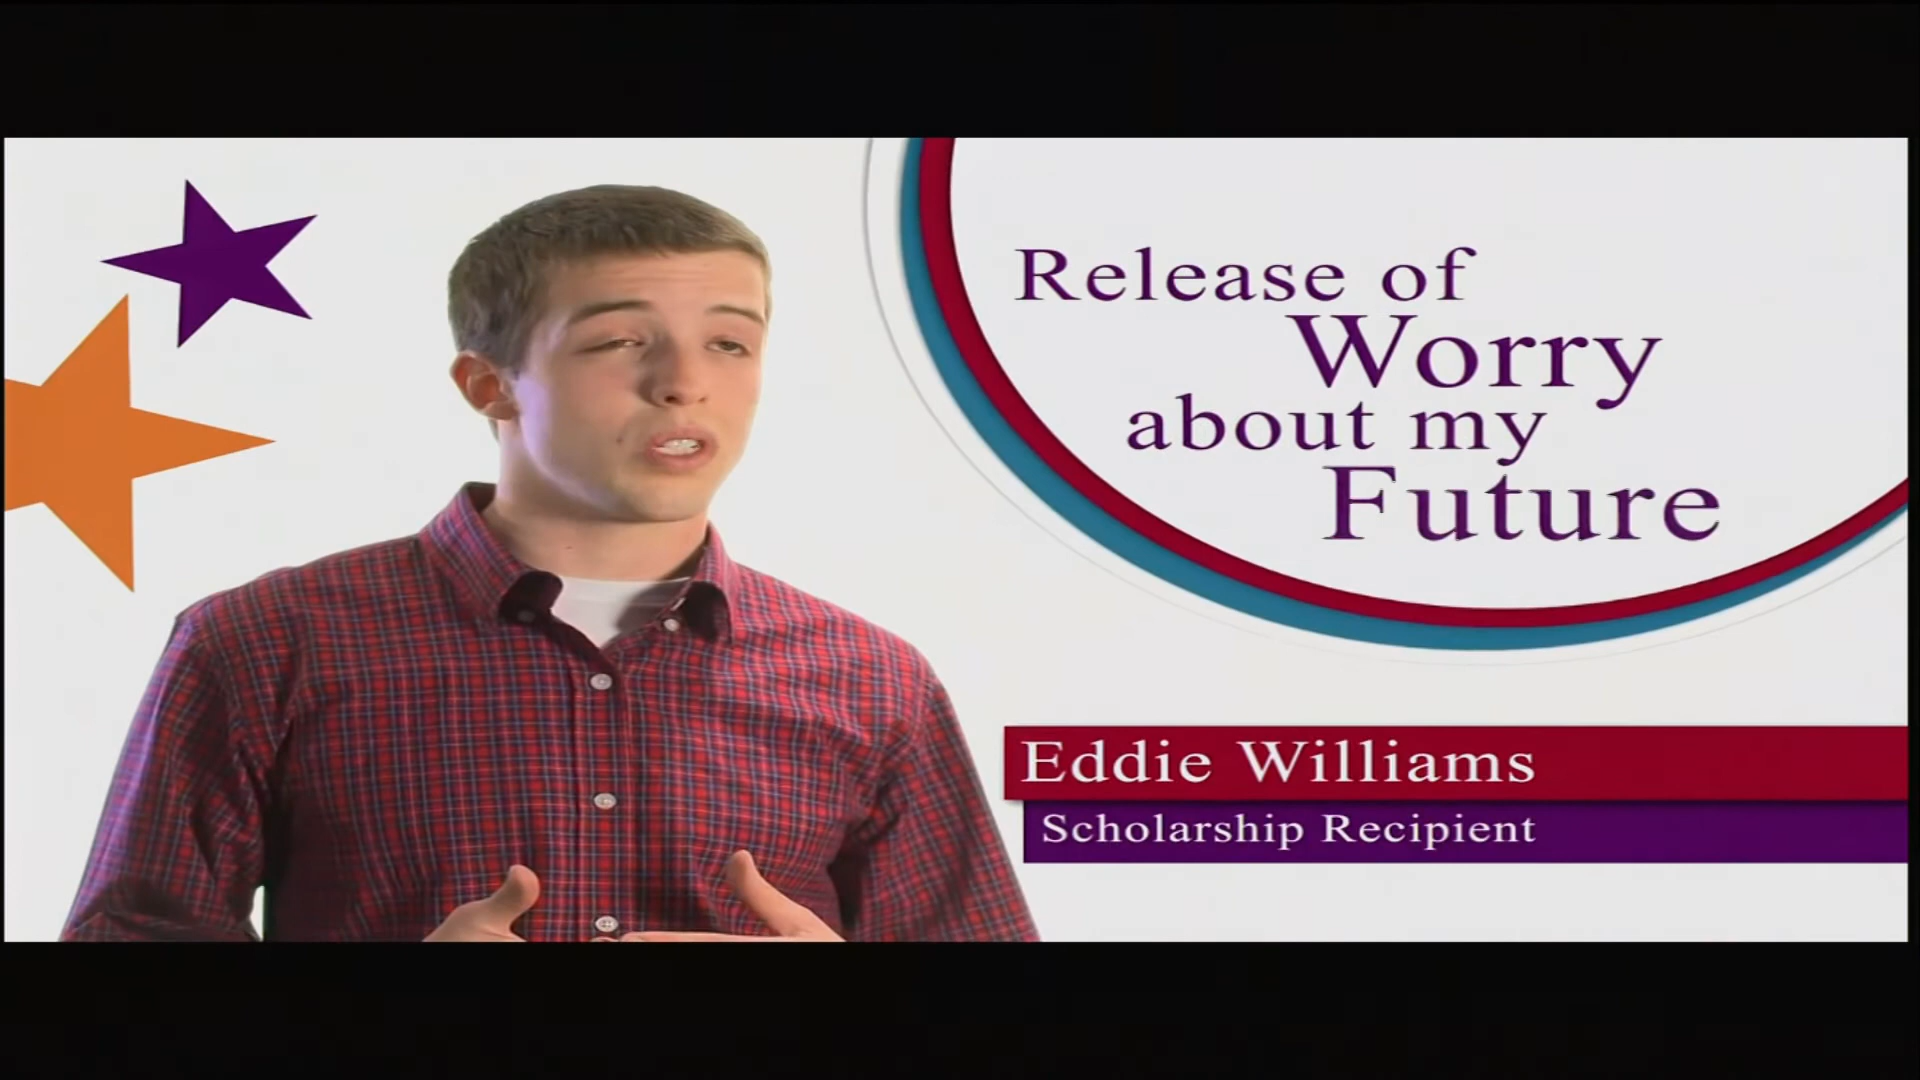 Release of
Worry
about my
Future
Eddie Williams
Scholarship Recipient